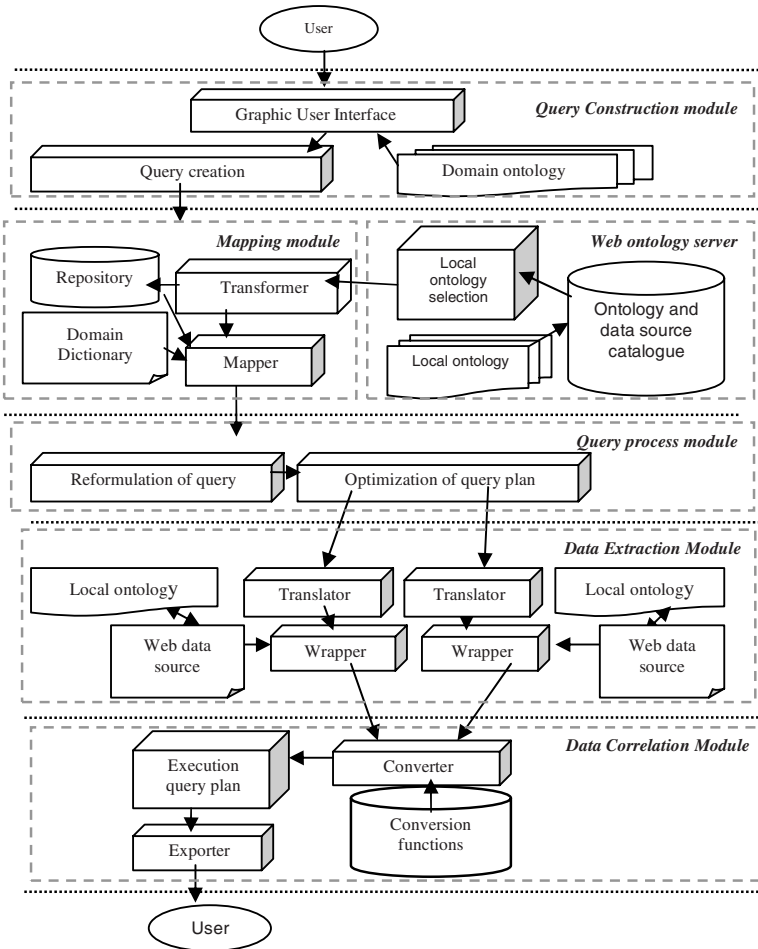 User
Query Construction module
Graphic User Interface
Query creation
Domain ontology
Mapping module
Repository
Transformer
Domain
Dictionary
Mapper
Web ontology server
Local
ontology
selection
Ontology and
data source
catalogue
Local ontology
Query process module
Reformulation of query
Optimization of query plan
Data Extraction Module
Local ontology
Translator
Translator
Local ontology
Web data
source
Wrapper
Wrapper
Web data
source
Data Correlation Module
Execution
query plan
Converter
Conversion
functions
Exporter
User